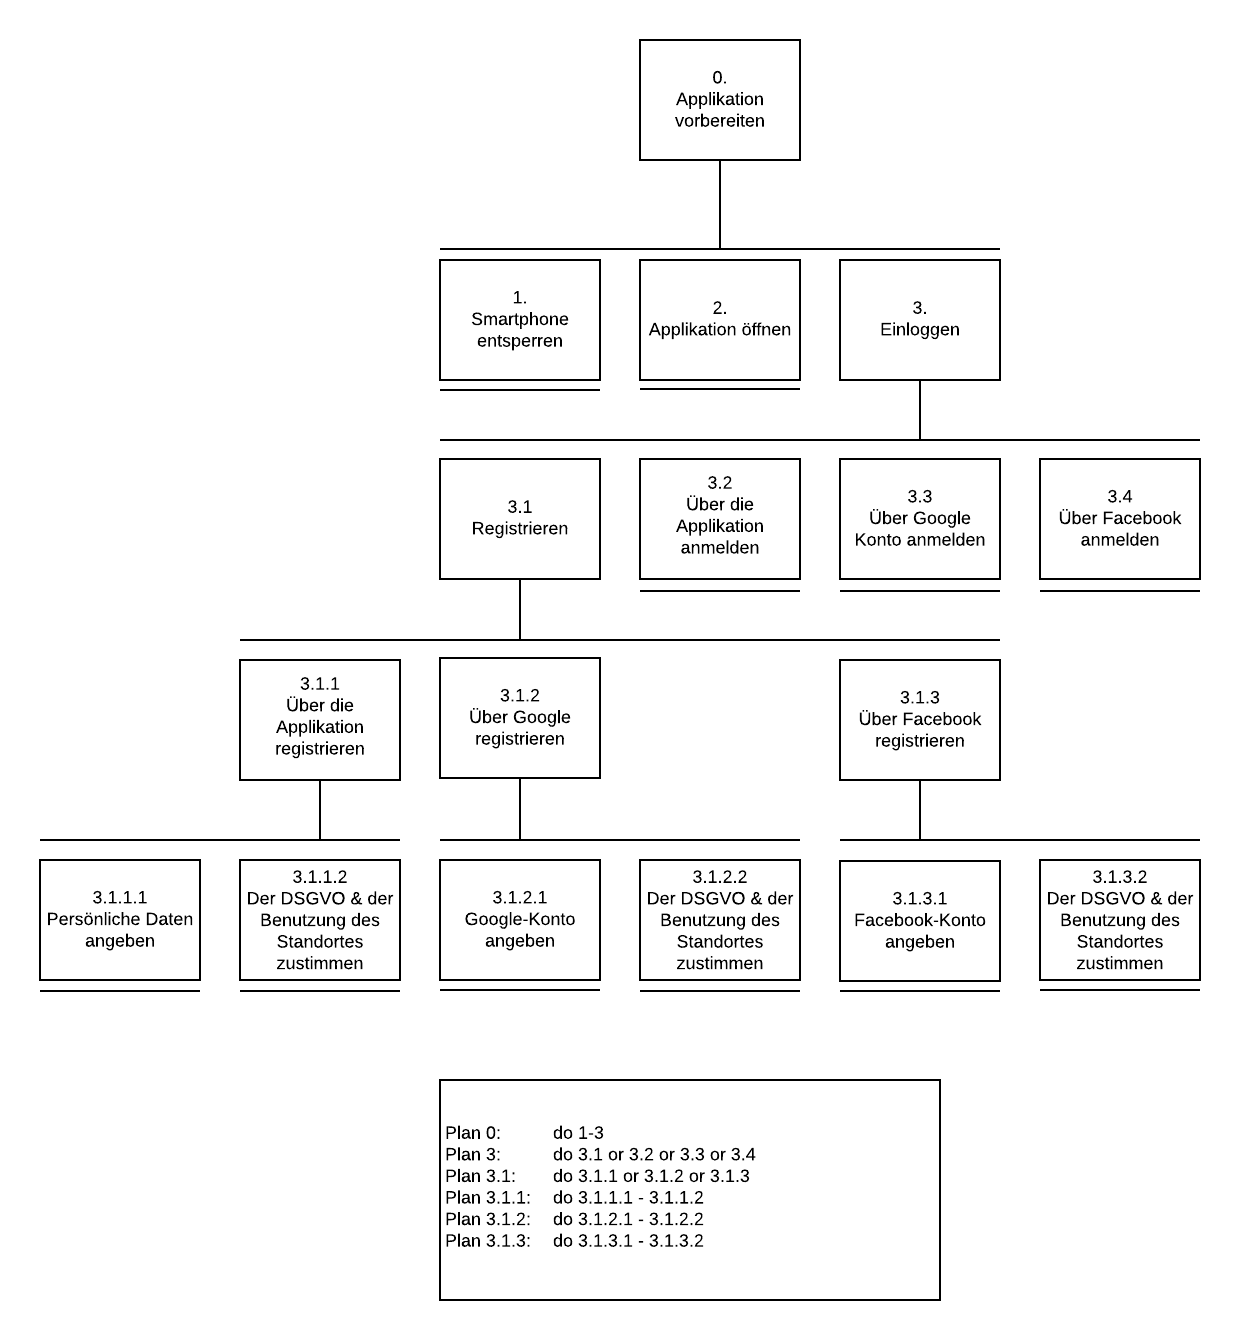 0.
Applikation
vorbereiten
1.
Smartphone
entsperren
2.
Applikation öffnen
3.
Einloggen
3.1
Registrieren
3.2
Über die
Applikation
anmelden
3.3
Über Google
Konto anmelden
3.4
Über Facebook
anmelden
3.1.1
Über die
Applikation
registrieren
3.1.2
Über Google
registrieren
3.1.3
Über Facebook
registrieren
3.1.1.1
Persönliche Daten
angeben
3.1.1.2
Der DSGVO & der
Benutzung des
Standortes
zustimmen
3.1.2.1
Google-Konto
angeben
3.1.2.2
Der DSGVO & der
Benutzung des
Standortes
zustimmen
3.1.3.1
Facebook-Konto
angeben
3.1.3.2
Der DSGVO & der
Benutzung des
Standortes
zustimmen
Plan 0: do 1-3
Plan 3: do 3.1 or 3.2 or 3.3 or 3.4
Plan 3.1: do 3.1.1 or 3.1.2 or 3.1.3
Plan 3.1.1: do 3.1.1.1 - 3.1.1.2
Plan 3.1.2: do 3.1.2.1 - 3.1.2.2
Plan 3.1.3: do 3.1.3.1 - 3.1.3.2